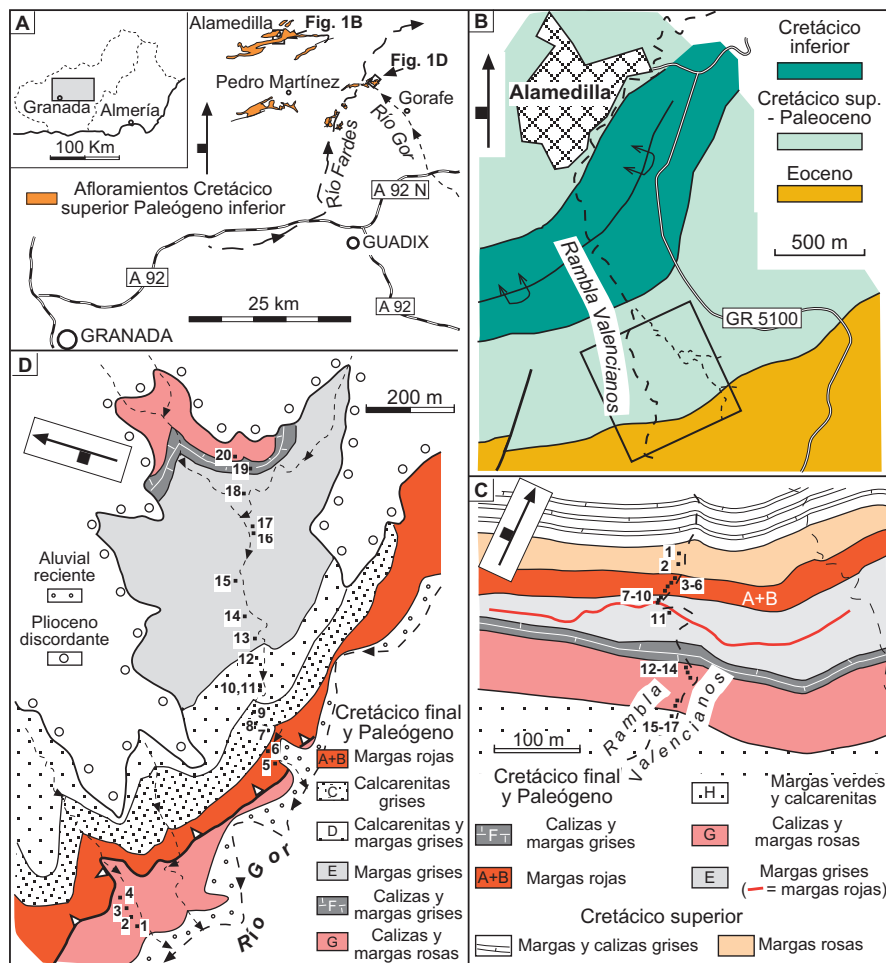 A
Alamedilla
Fig. 1B
Fig. 1D
Pedro Martínez
Gorafe
Granada
Almería
100 Km
Río Fardes
Río Gor
Afloramientos Cretácico
superior Paleógeno inferior
A 92 N
GUADIX
A 92
A 92
25 km
GRANADA
B
Alamedilla
Cretácico
inferior
Cretácico sup.
- Paleoceno
Eoceno
500 m
Rambla Valencianos
GR 5100
D
200 m
20
19
18
17
16
15
14
13
12
10,11
9
8
7
6
5
4
3
2
1
Aluvial
reciente
Plioceno
discordante
Río Gor
Cretácico final
y Paleógeno
A+B Margas rojas
C Calcarenitas
grises
D Calcarenitas y
margas grises
E Margas grises
F Calizas y
margas grises
G Calizas y
margas rosas
C
1
2
3-6
A+B
7-10
11
12-14
15-17
Rambla
Valencianos
100 m
Cretácico final
y Paleógeno
F Calizas y
margas grises
A+B Margas rojas
H Margas verdes
y calcarenitas
G Calizas y
margas rosas
E Margas grises
( = margas rojas)
Cretácico superior
Margas y calizas grises
Margas rosas